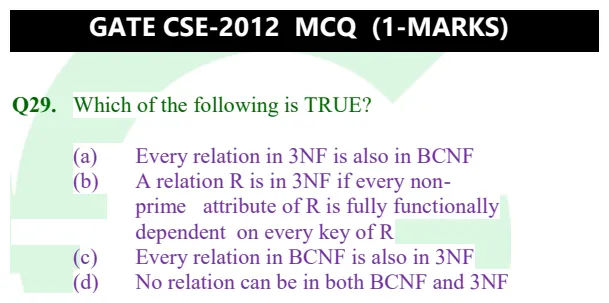 GATE CSE-2012 MCQ (1-MARKS)
Q29. Which of the following is TRUE?
(a) Every relation in 3NF is also in BCNF
(b) A relation R is in 3NF if every non-
prime attribute of R is fully functionally
dependent on every key of R
(c) Every relation in BCNF is also in 3NF
(d) No relation can be in both BCNF and 3NF